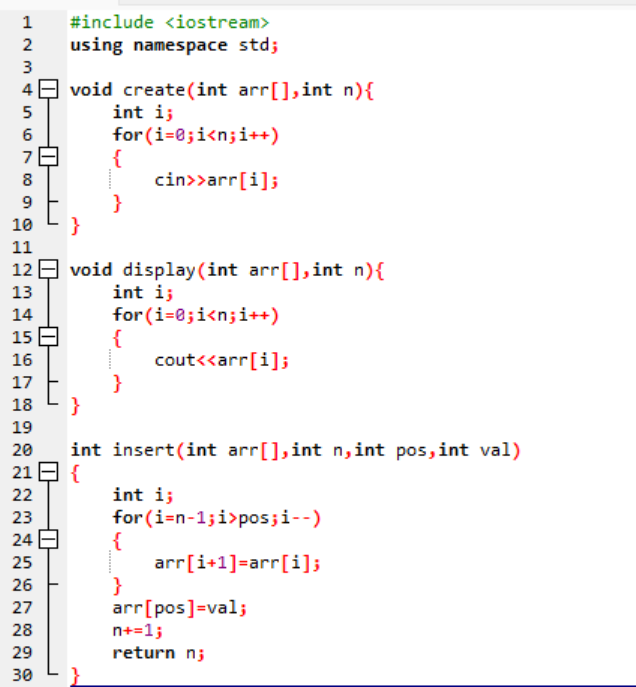 1 #include <iostream>
2 using namespace std;
3
4 void create(int arr[],int n){
5     int i;
6     for(i=0;i<n;i++)
7     {
8         cin>>arr[i];
9     }
10 }
11
12 void display(int arr[],int n){
13     int i;
14     for(i=0;i<n;i++)
15     {
16         cout<<arr[i];
17     }
18 }
19
20 int insert(int arr[],int n,int pos,int val)
21 {
22     int i;
23     for(i=n-1;i>pos;i--)
24     {
25         arr[i+1]=arr[i];
26     }
27     arr[pos]=val;
28     n+=1;
29     return n;
30 }